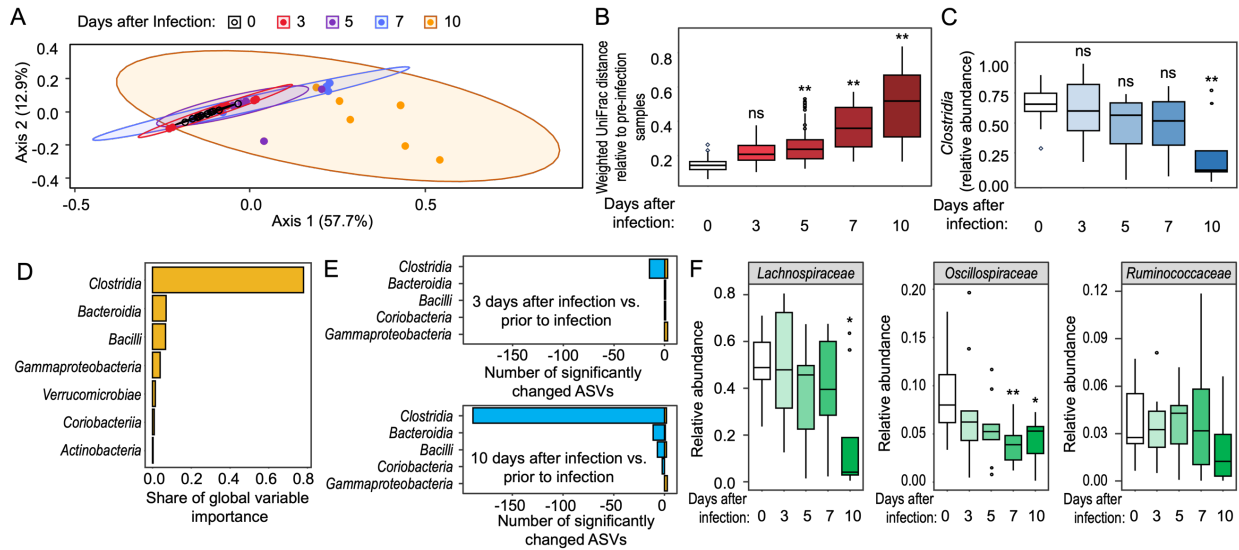 A
Days after Infection: 0 3 5 7 10
Axis 2 (12.9%)
0.4
0.2
0.0
-0.2
-0.4
-0.5 0.0 0.5
Axis 1 (57.7%)
B
Weighted UniFrac distance
relative to pre-infection
samples
0.8
0.6
0.4
0.2
ns ** ** **
Days after
infection: 0 3 5 7 10
C
Clostridia
(relative abundance)
1.00
0.75
0.50
0.25
0.00
ns ns ns **
Days after
infection: 0 3 5 7 10
D
Clostridia
Bacteroidia
Bacilli
Gammaproteobacteria
Verrucomicrobiae
Coriobacteriia
Actinobacteria
0.0 0.2 0.4 0.6 0.8
Share of global variable
importance
E
Clostridia
Bacteroidia
Bacilli
Coriobacteria
Gammaproteobacteria
3 days after infection vs.
prior to infection
-150 -100 -50 0
Number of significantly
changed ASVs
Clostridia
Bacteroidia
Bacilli
Coriobacteria
Gammaproteobacteria
10 days after infection vs.
prior to infection
-150 -100 -50 0
Number of significantly
changed ASVs
F
Lachnospiraceae
Relative abundance
0.8
0.6
0.4
0.2
0.0
*
Days after
infection: 0 3 5 7 10
Oscillospiraceae
Relative abundance
0.20
0.15
0.10
0.05
0.00
** *
0 3 5 7 10
Ruminococcaceae
Relative abundance
0.12
0.09
0.06
0.03
0.00
Days after
infection: 0 3 5 7 10